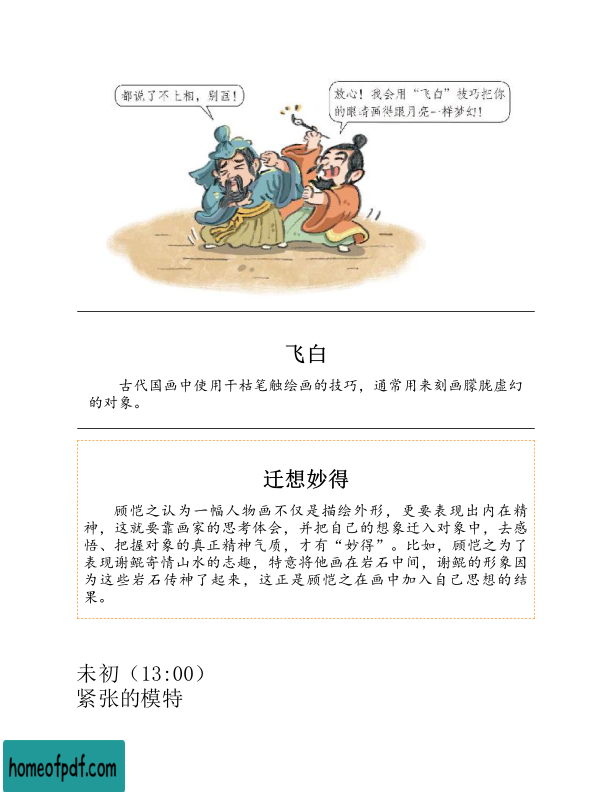 都说了不上相，别画！
放心！我会用“飞白”技巧把你
的眼睛画得跟月亮一样梦幻！
飞白
古代国画中使用干枯笔触绘画的技巧，通常用来刻画朦胧虚幻
的对象。
迁想妙得
顾恺之认为一幅人物画不仅是描绘外形，更要表现出内在精
神，这就要靠画家的思考体会，并把自己的想象迁入对象中，去感
悟、把握对象的真正精神气质，才有“妙得”。比如，顾恺之为了
表现谢鲲寄情山水的志趣，特意将他画在岩石中间，谢鲲的形象因
为这些岩石传神了起来，这正是顾恺之在画中加入自己思想的结
果。
未初（13:00）
紧张的模特
homeofpdf.com